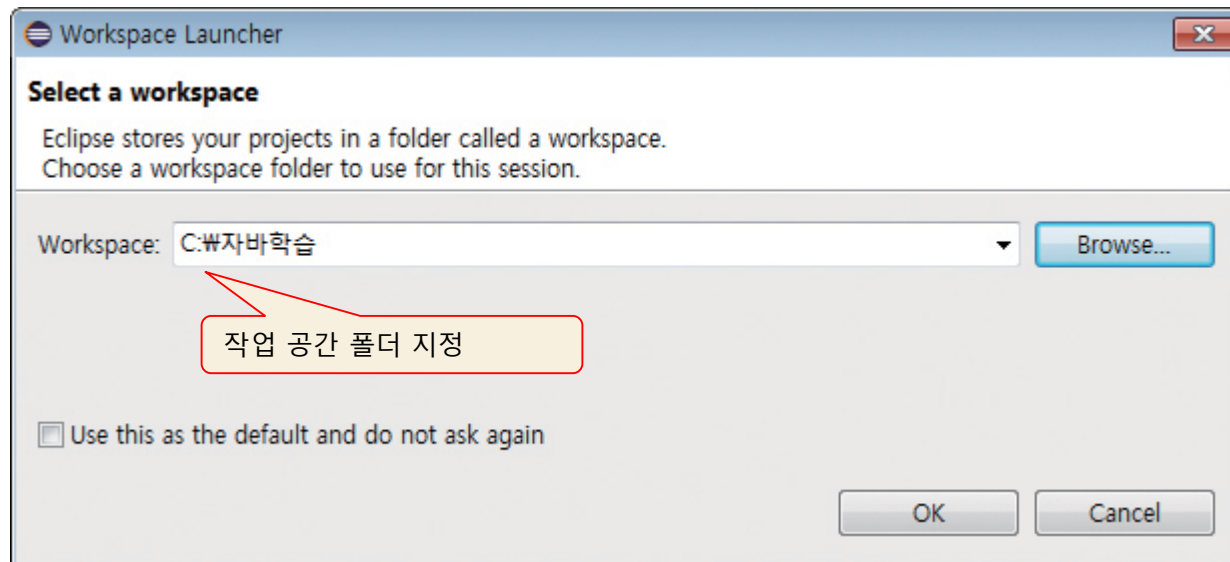 Workspace Launcher
Select a workspace
Eclipse stores your projects in a folder called a workspace.
Choose a workspace folder to use for this session.
Workspace: C:₩자바학습 Browse...
작업 공간 폴더 지정
Use this as the default and do not ask again
OK Cancel